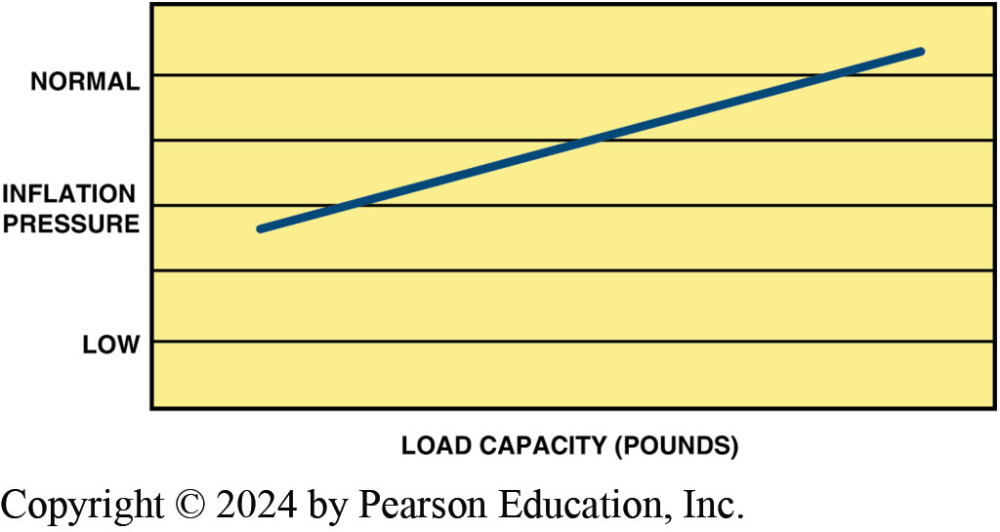 NORMAL
INFLATION
PRESSURE
LOW
LOAD CAPACITY (POUNDS)
Copyright © 2024 by Pearson Education, Inc.